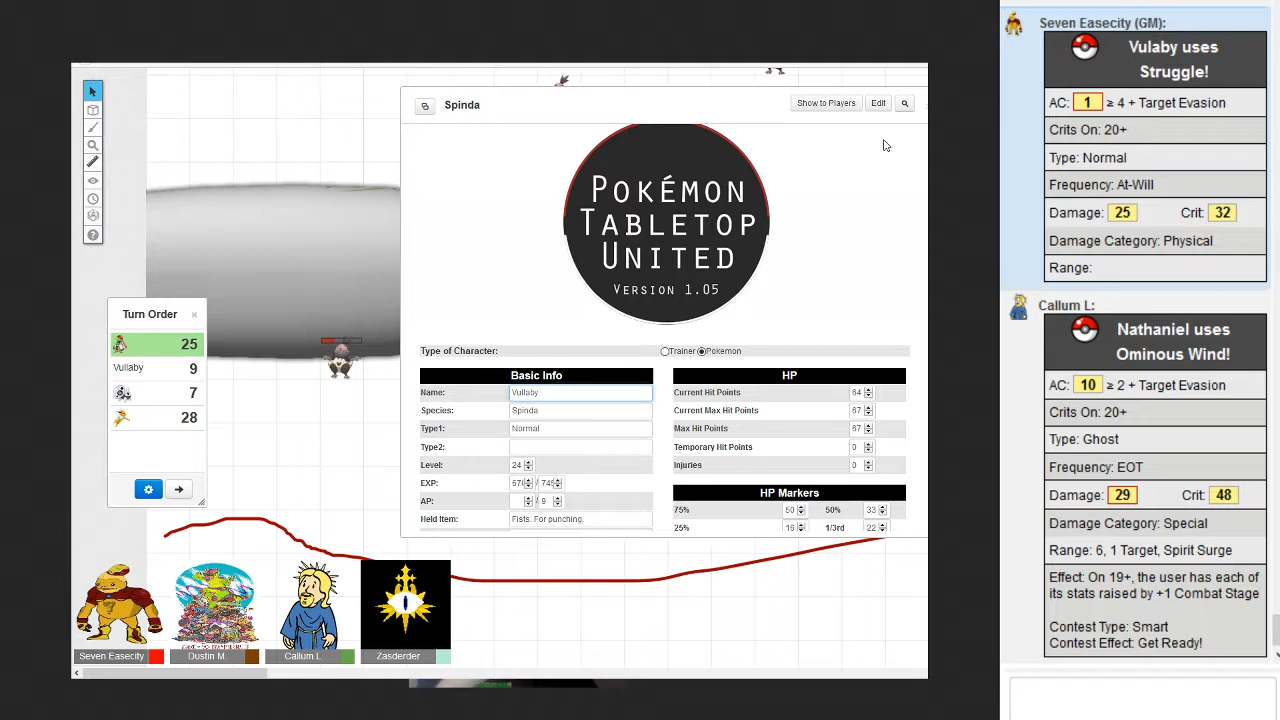 Spinda
Show to Players Edit
POKÉMON
TABLETOP
UNITED
VERSION 1.05
Type of Character: Trainer Pokemon
Basic Info
Name: Vullaby
Species: Spinda
Type1: Normal
Type2:
Level: 24
EXP: / 
AP: / 9
Held Item: Fists. For punching.
HP
Current Hit Points 64
Current Max Hit Points 67
Max Hit Points 67
Temporary Hit Points 0
Injuries 0
HP Markers
75% 50 50% 33
25% 16 1/3rd 22
Turn Order
25
Vullaby 9
7
28
Seven Easecity
Dustin M.
Callum L
Zasderder
Seven Easecity (GM):
Vulaby uses
Struggle!
AC: 1 ≥ 4 + Target Evasion
Crits On: 20+
Type: Normal
Frequency: At-Will
Damage: 25 Crit: 32
Damage Category: Physical
Range:
Callum L:
Nathaniel uses
Ominous Wind!
AC: 10 ≥ 2 + Target Evasion
Crits On: 20+
Type: Ghost
Frequency: EOT
Damage: 29 Crit: 48
Damage Category: Special
Range: 6, 1 Target, Spirit Surge
Effect: On 19+, the user has each of
its stats raised by +1 Combat Stage
Contest Type: Smart
Contest Effect: Get Ready!